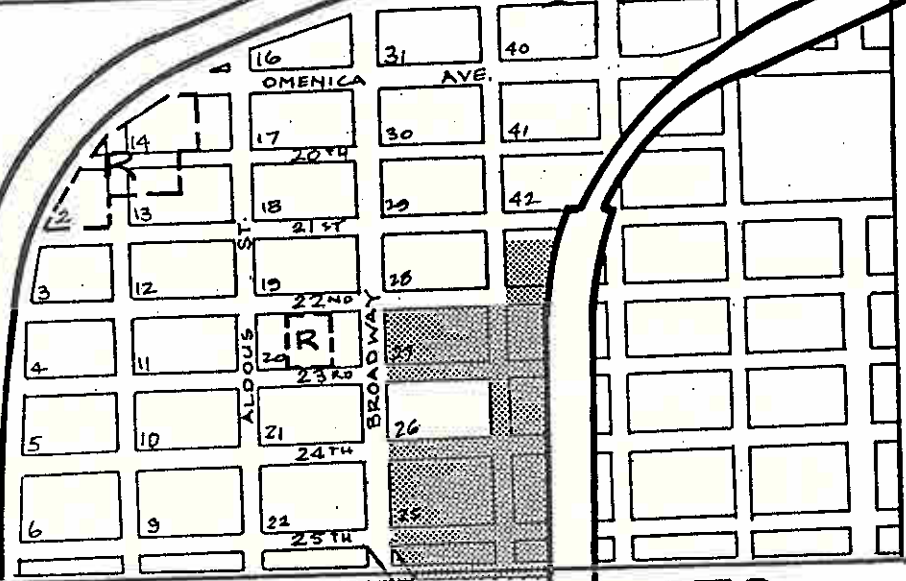 16 31 40
OMENICA AVE.
14 17 30 41
R
20TH
2 13 18 29 42
21ST
ST.
3 12 19 28
22ND
4 11 20 R 27
23RD
ALDOUS
BROADWAY
5 10 21 26
24TH
6 9 22 25
25TH